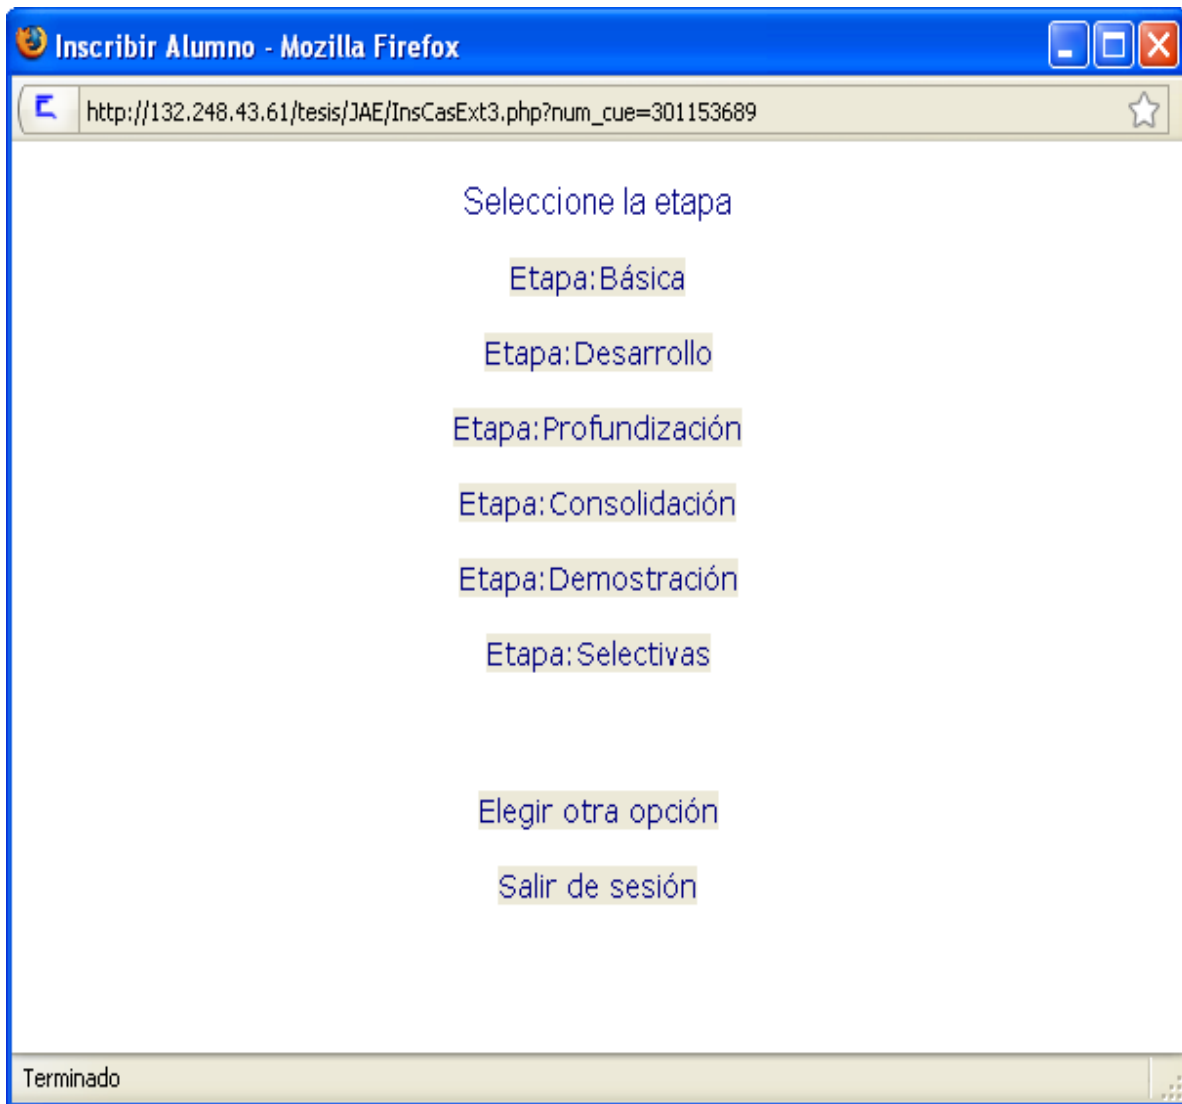 Inscribir Alumno - Mozilla Firefox
http://132.248.43.61/tesis/JAE/InsCasExt3.php?num_cue=301153689
Seleccione la etapa
Etapa:Básica
Etapa:Desarrollo
Etapa:Profundización
Etapa:Consolidación
Etapa:Demostración
Etapa:Selectivas
Elegir otra opción
Salir de sesión
Terminado